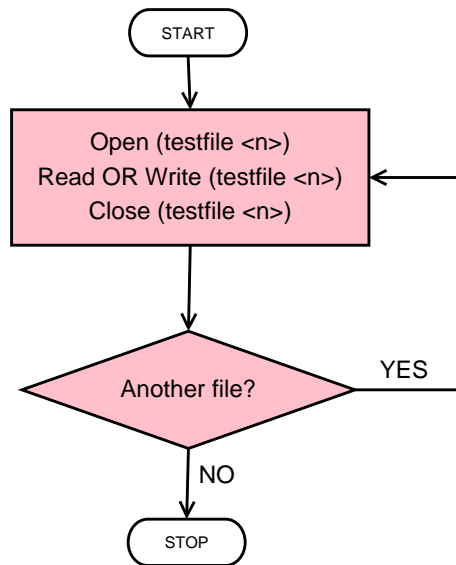 START
Open (testfile <n>)
Read OR Write (testfile <n>)
Close (testfile <n>)
Another file?
YES
NO
STOP